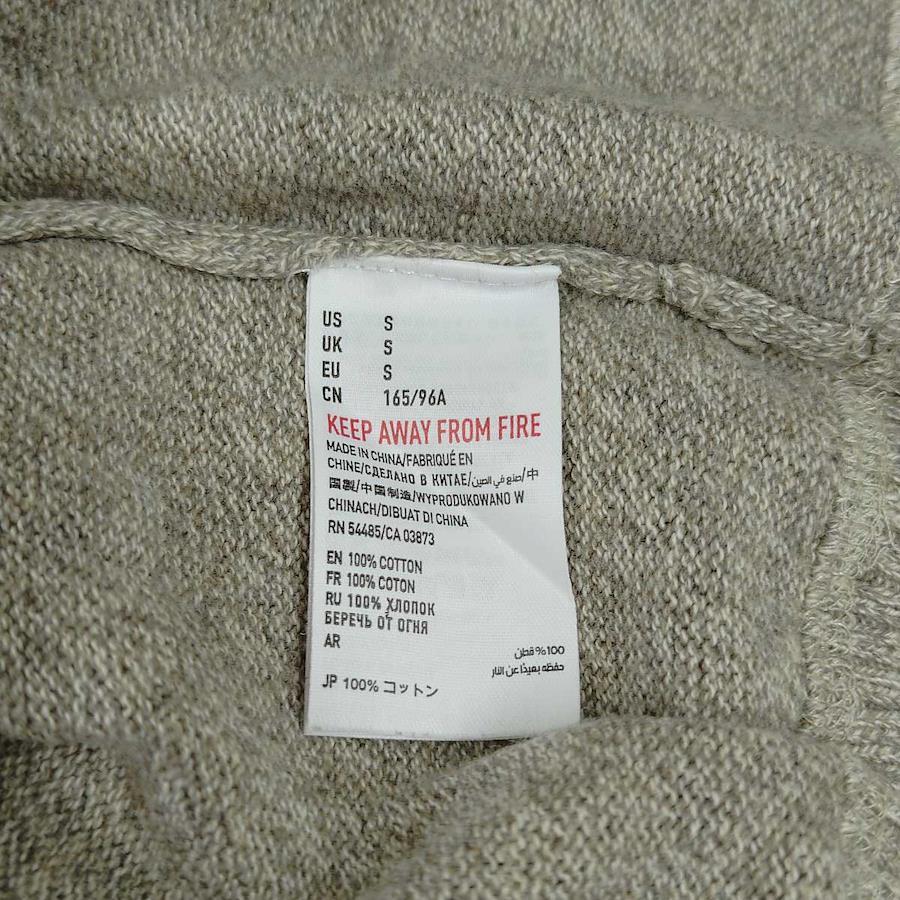 US S
UK S
EU S
CN 165/96A
KEEP AWAY FROM FIRE
MADE IN CHINA/FABRIQUÉ EN
CHINE/СДЕЛАНО В КИТАЕ/صنع في الصين/中
国製/中国制造/WYPRODUKOWANO W
CHINACH/DIBUAT DI CHINA
RN 54485/CA 03873
EN 100% COTTON
FR 100% COTON
RU 100% ХЛОПОК
БЕРЕЧЬ ОТ ОГНЯ
AR
100% قطن
حفظه بعيدًا عن النار
JP 100% コットン